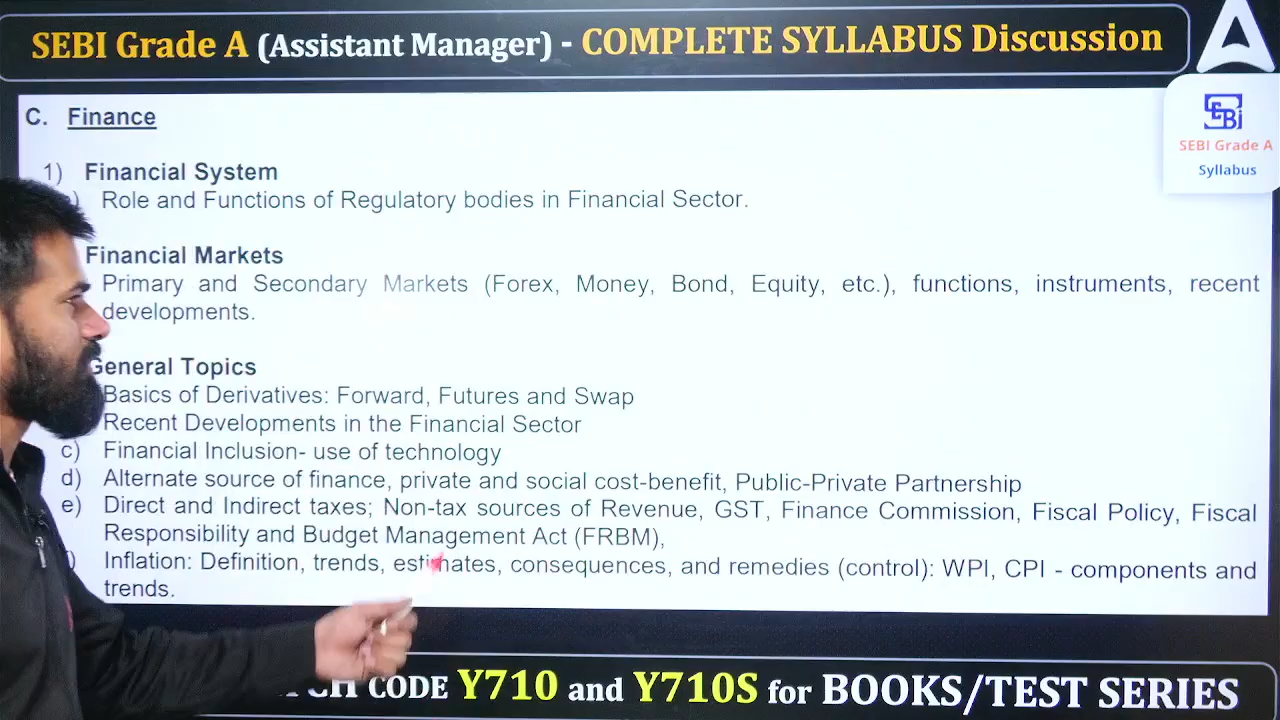 SEBI Grade A (Assistant Manager) - COMPLETE SYLLABUS Discussion
SEBi
SEBI Grade A
Syllabus
C. Finance
1) Financial System
) Role and Functions of Regulatory bodies in Financial Sector.
Financial Markets
Primary and Secondary Markets (Forex, Money, Bond, Equity, etc.), functions, instruments, recent
developments.
General Topics
Basics of Derivatives: Forward, Futures and Swap
Recent Developments in the Financial Sector
c) Financial Inclusion- use of technology
d) Alternate source of finance, private and social cost-benefit, Public-Private Partnership
e) Direct and Indirect taxes; Non-tax sources of Revenue, GST, Finance Commission, Fiscal Policy, Fiscal
Responsibility and Budget Management Act (FRBM),
) Inflation: Definition, trends, estimates, consequences, and remedies (control): WPI, CPI - components and
trends.
CODE Y710 and Y710S for BOOKS/TEST SERIES